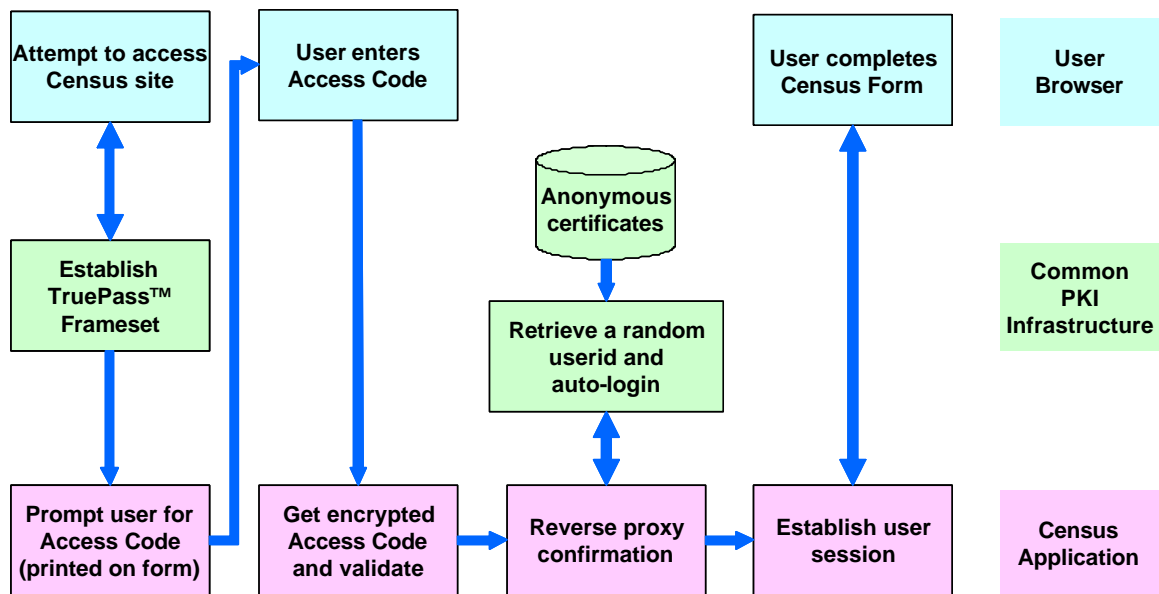 Attempt to access
Census site
User enters
Access Code
User completes
Census Form
User
Browser
Anonymous
certificates
Establish
TruePass™
Frameset
Common
PKI
Infrastructure
Retrieve a random
userid and
auto-login
Prompt user for
Access Code
(printed on form)
Get encrypted
Access Code
and validate
Reverse proxy
confirmation
Establish user
session
Census
Application